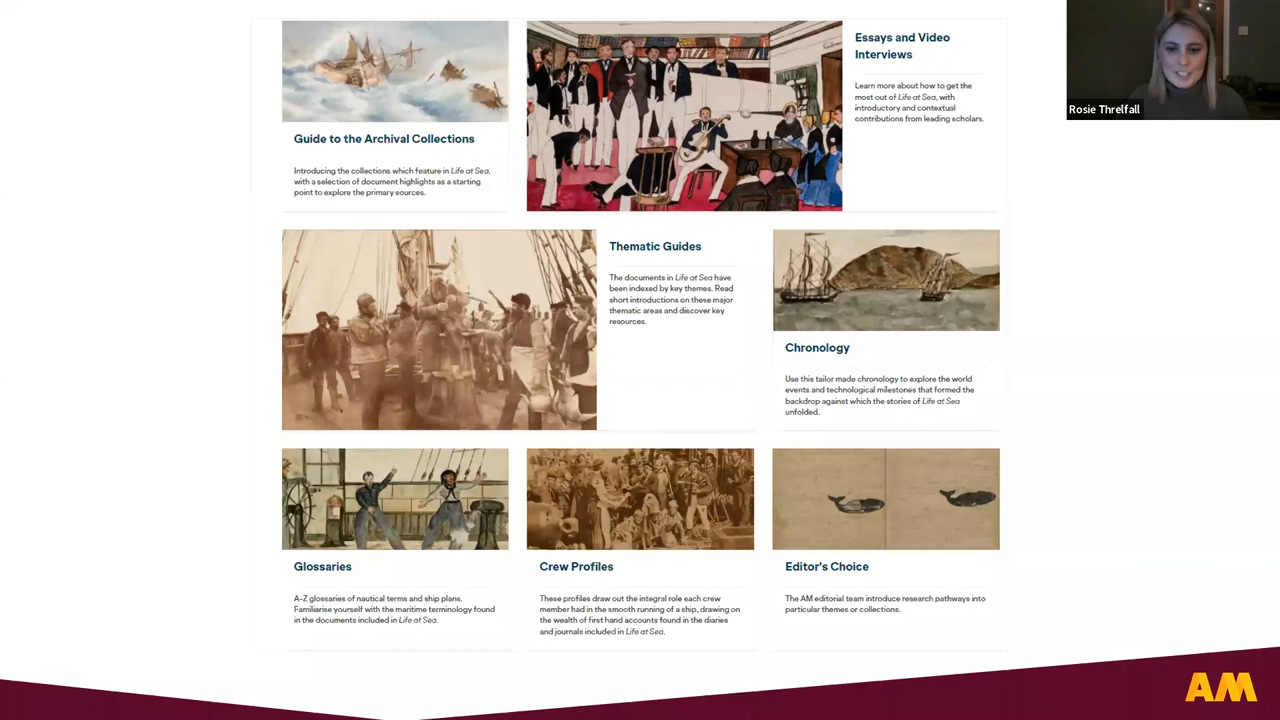 Essays and Video
Interviews
Learn more about how to get the
most out of Life at Sea, with
introductory and contextual
contributions from leading scholars.
Rosie Threlfall
Guide to the Archival Collections
Introducing the collections which feature in Life at Sea,
with a selection of document highlights as a starting
point to explore the primary sources.
Thematic Guides
The documents in Life at Sea have
been indexed by key themes. Read
short introductions on these major
thematic areas and discover key
resources.
Chronology
Use this tailor made chronology to explore the world
events and technological milestones that formed the
backdrop against which the stories of Life at Sea
unfolded.
Glossaries
A-Z glossaries of nautical terms and ship plans.
Familiarise yourself with the maritime terminology found
in the documents included in Life at Sea.
Crew Profiles
These profiles draw out the integral role each crew
member had in the smooth running of a ship, drawing on
the wealth of first hand accounts found in the diaries
and journals included in Life at Sea.
Editor's Choice
The AM editorial team introduce research pathways into
particular themes or collections.
AM